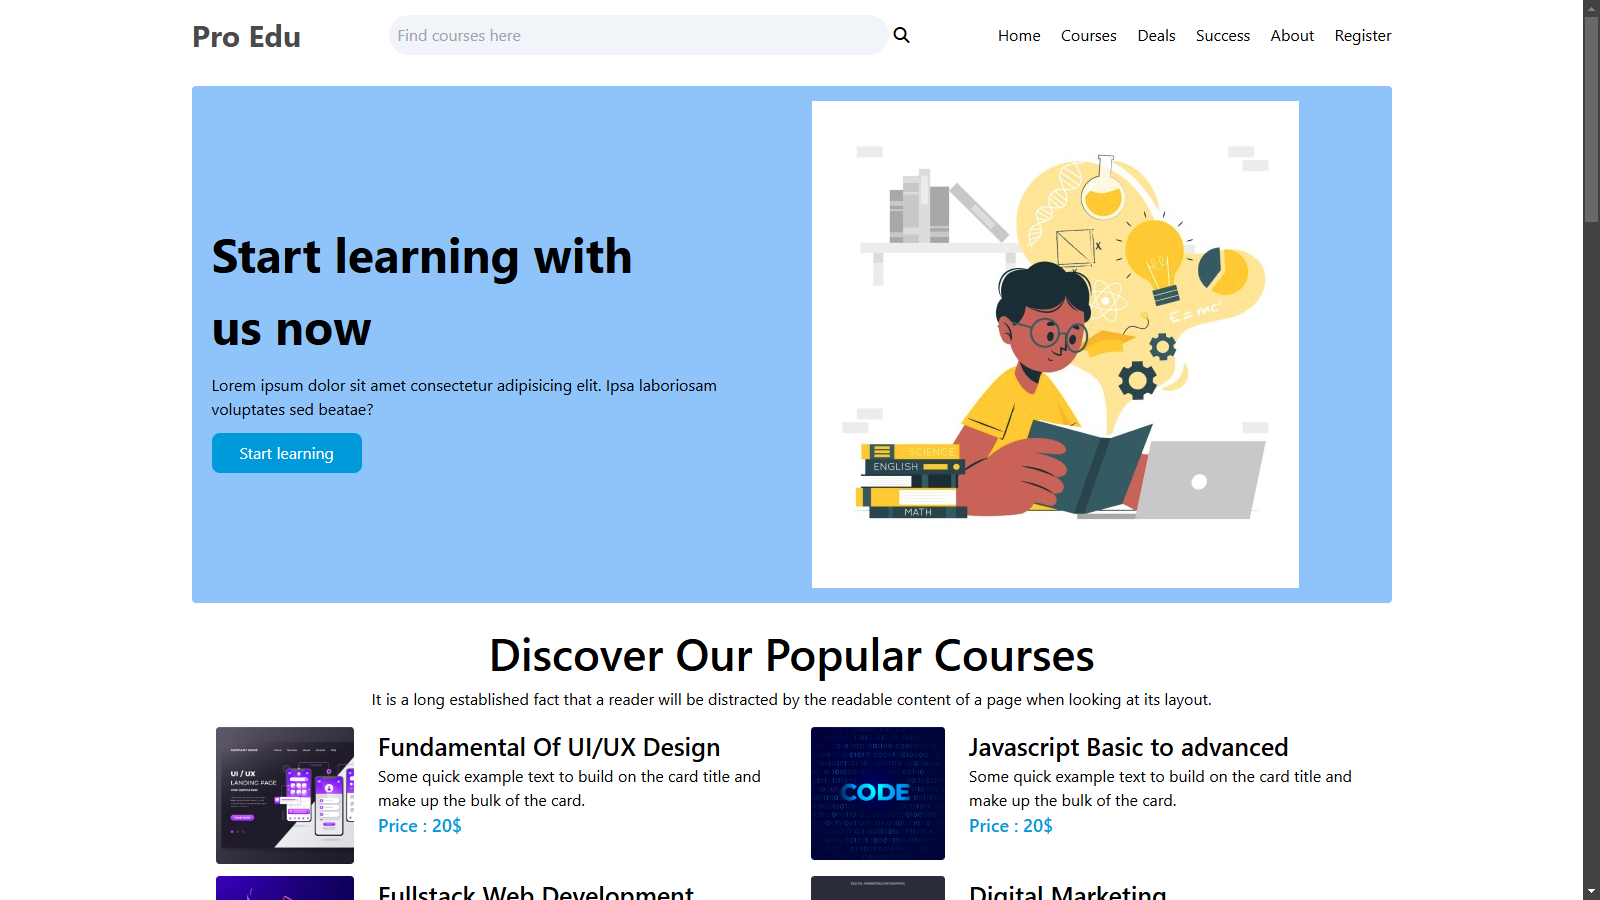 Pro Edu
Find courses here
Home Courses Deals Success About Register
Start learning with
us now
Lorem ipsum dolor sit amet consectetur adipisicing elit. Ipsa laboriosam
voluptates sed beatae?
Start learning
E = mc²
SCIENCE
ENGLISH
MATH
Discover Our Popular Courses
It is a long established fact that a reader will be distracted by the readable content of a page when looking at its layout.
UI / UX
LANDING PAGE
Fundamental Of UI/UX Design
Some quick example text to build on the card title and
make up the bulk of the card.
Price : 20$
CODE
Javascript Basic to advanced
Some quick example text to build on the card title and
make up the bulk of the card.
Price : 20$
Fullstack Web Development
Digital Marketing